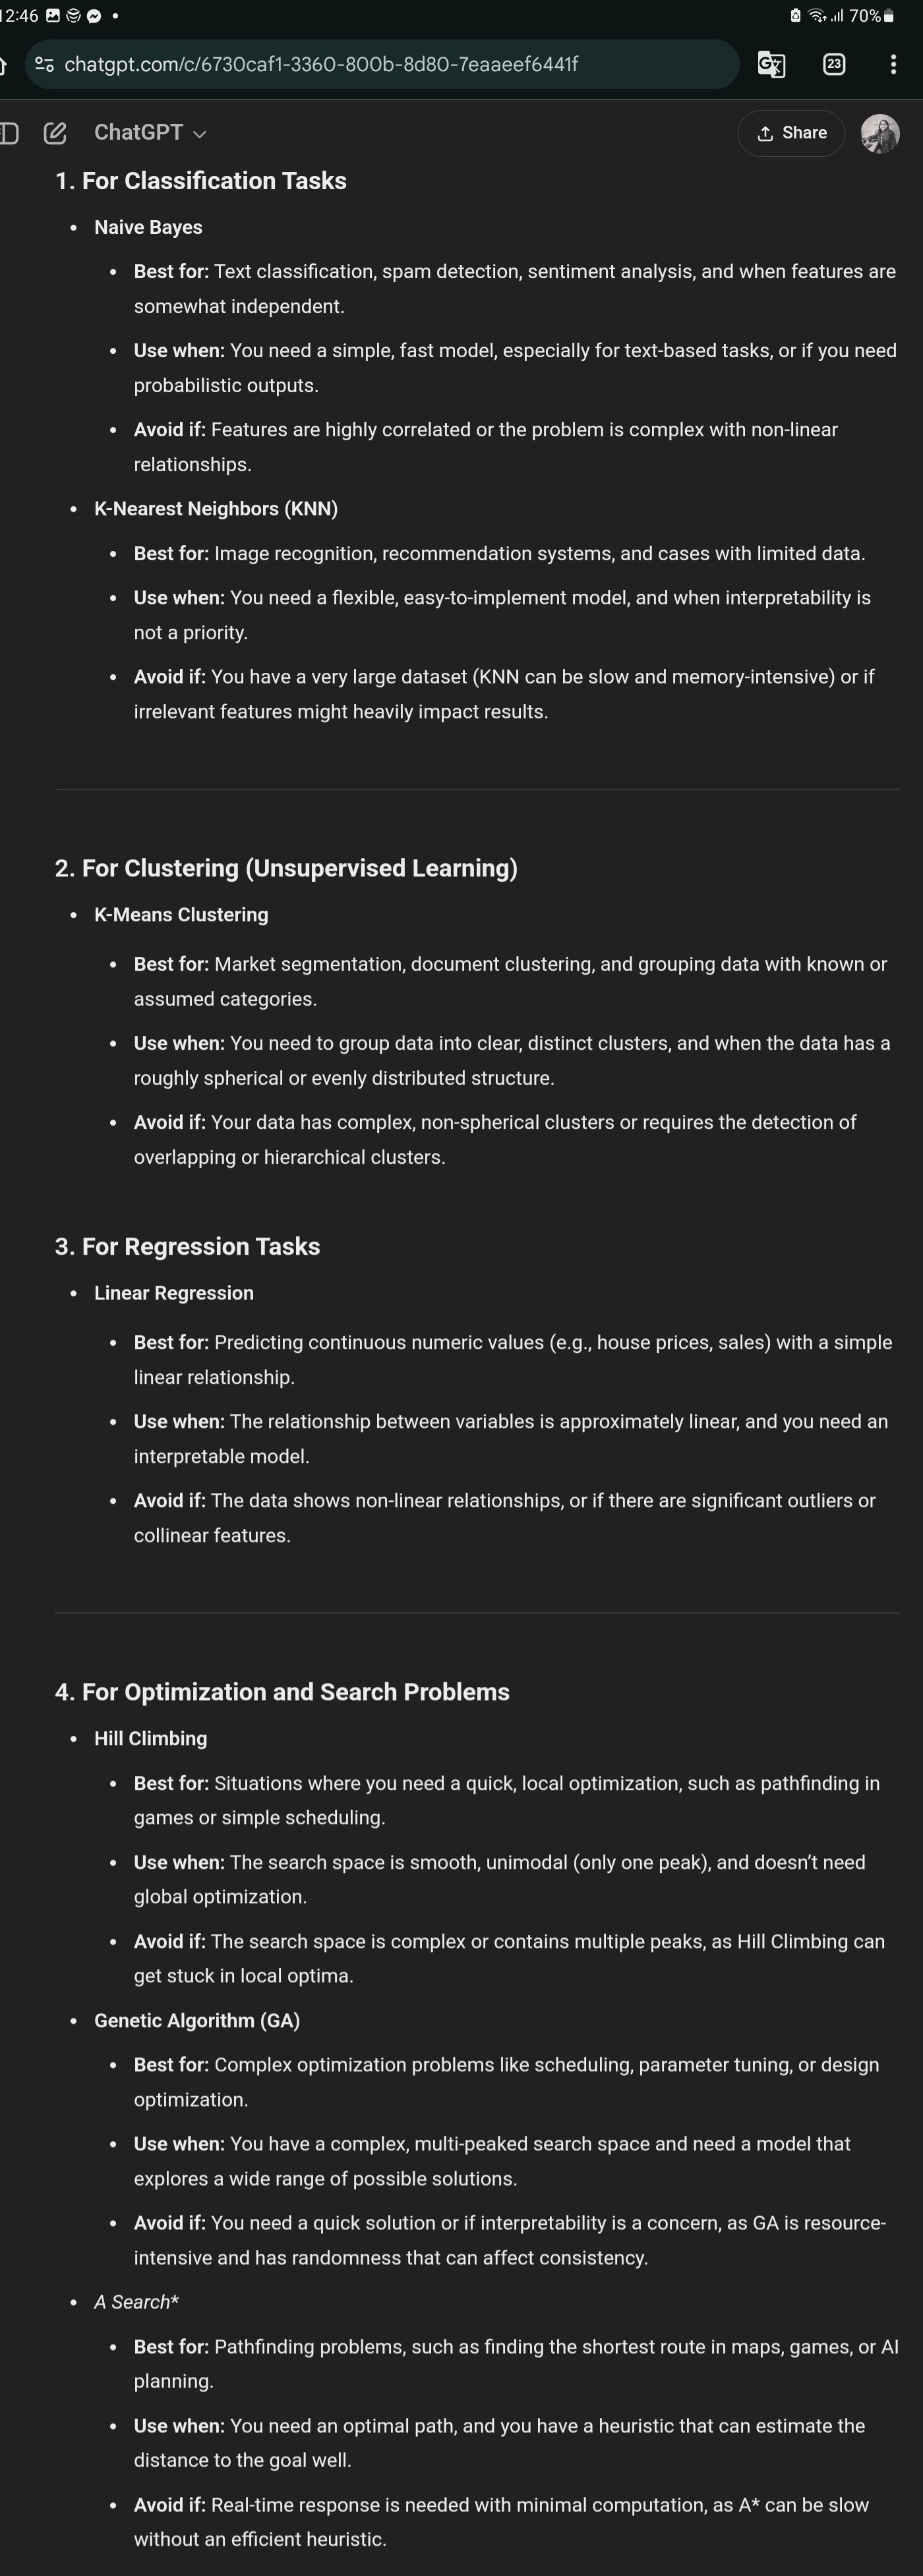 12:46
70%
chatgpt.com/c/6730caf1-3360-800b-8d80-7eaaeef6441f
23
ChatGPT
Share
1. For Classification Tasks
• Naive Bayes
• Best for: Text classification, spam detection, sentiment analysis, and when features are
somewhat independent.
• Use when: You need a simple, fast model, especially for text-based tasks, or if you need
probabilistic outputs.
• Avoid if: Features are highly correlated or the problem is complex with non-linear
relationships.
• K-Nearest Neighbors (KNN)
• Best for: Image recognition, recommendation systems, and cases with limited data.
• Use when: You need a flexible, easy-to-implement model, and when interpretability is
not a priority.
• Avoid if: You have a very large dataset (KNN can be slow and memory-intensive) or if
irrelevant features might heavily impact results.
2. For Clustering (Unsupervised Learning)
• K-Means Clustering
• Best for: Market segmentation, document clustering, and grouping data with known or
assumed categories.
• Use when: You need to group data into clear, distinct clusters, and when the data has a
roughly spherical or evenly distributed structure.
• Avoid if: Your data has complex, non-spherical clusters or requires the detection of
overlapping or hierarchical clusters.
3. For Regression Tasks
• Linear Regression
• Best for: Predicting continuous numeric values (e.g., house prices, sales) with a simple
linear relationship.
• Use when: The relationship between variables is approximately linear, and you need an
interpretable model.
• Avoid if: The data shows non-linear relationships, or if there are significant outliers or
collinear features.
4. For Optimization and Search Problems
• Hill Climbing
• Best for: Situations where you need a quick, local optimization, such as pathfinding in
games or simple scheduling.
• Use when: The search space is smooth, unimodal (only one peak), and doesn’t need
global optimization.
• Avoid if: The search space is complex or contains multiple peaks, as Hill Climbing can
get stuck in local optima.
• Genetic Algorithm (GA)
• Best for: Complex optimization problems like scheduling, parameter tuning, or design
optimization.
• Use when: You have a complex, multi-peaked search space and need a model that
explores a wide range of possible solutions.
• Avoid if: You need a quick solution or if interpretability is a concern, as GA is resource-
intensive and has randomness that can affect consistency.
• A Search*
• Best for: Pathfinding problems, such as finding the shortest route in maps, games, or AI
planning.
• Use when: You need an optimal path, and you have a heuristic that can estimate the
distance to the goal well.
• Avoid if: Real-time response is needed with minimal computation, as A* can be slow
without an efficient heuristic.